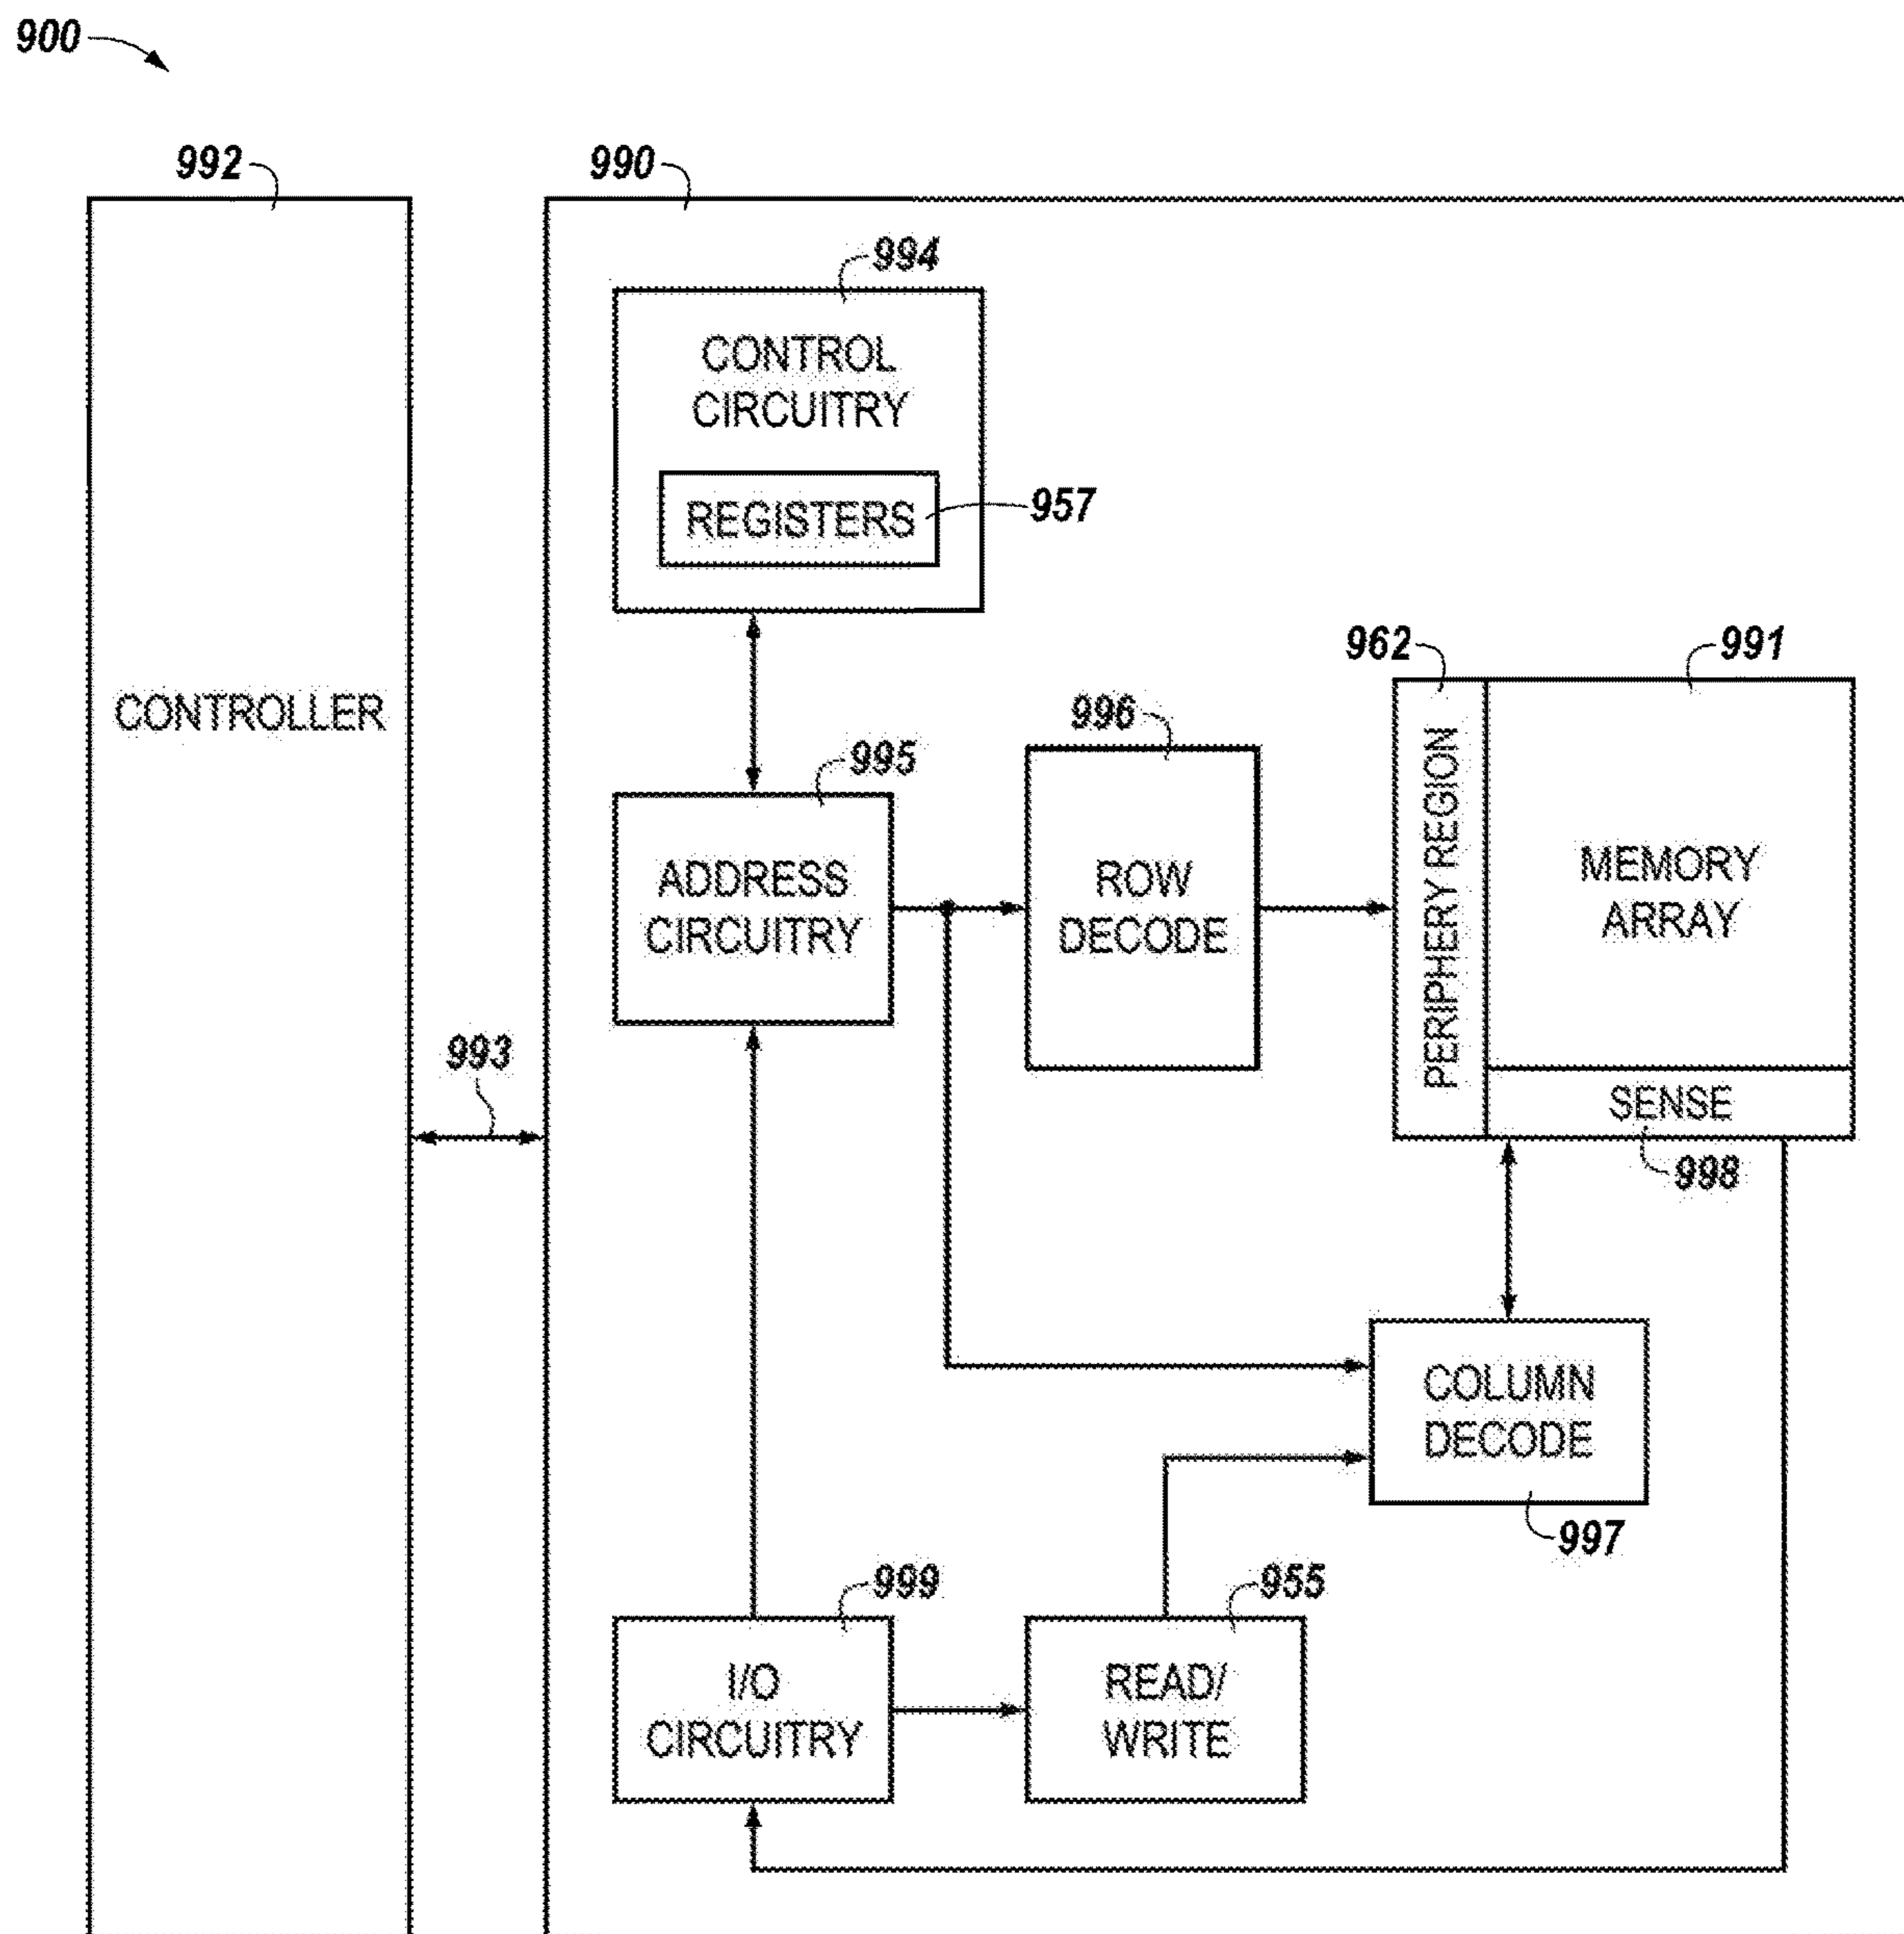 900
992
990
994
CONTROL
CIRCUITRY
REGISTERS
957
CONTROLLER
962
991
996
995
PERIPHERY REGION
ADDRESS
CIRCUITRY
ROW
DECODE
MEMORY
ARRAY
993
SENSE
998
COLUMN
DECODE
997
999
955
I/O
CIRCUITRY
READ/
WRITE